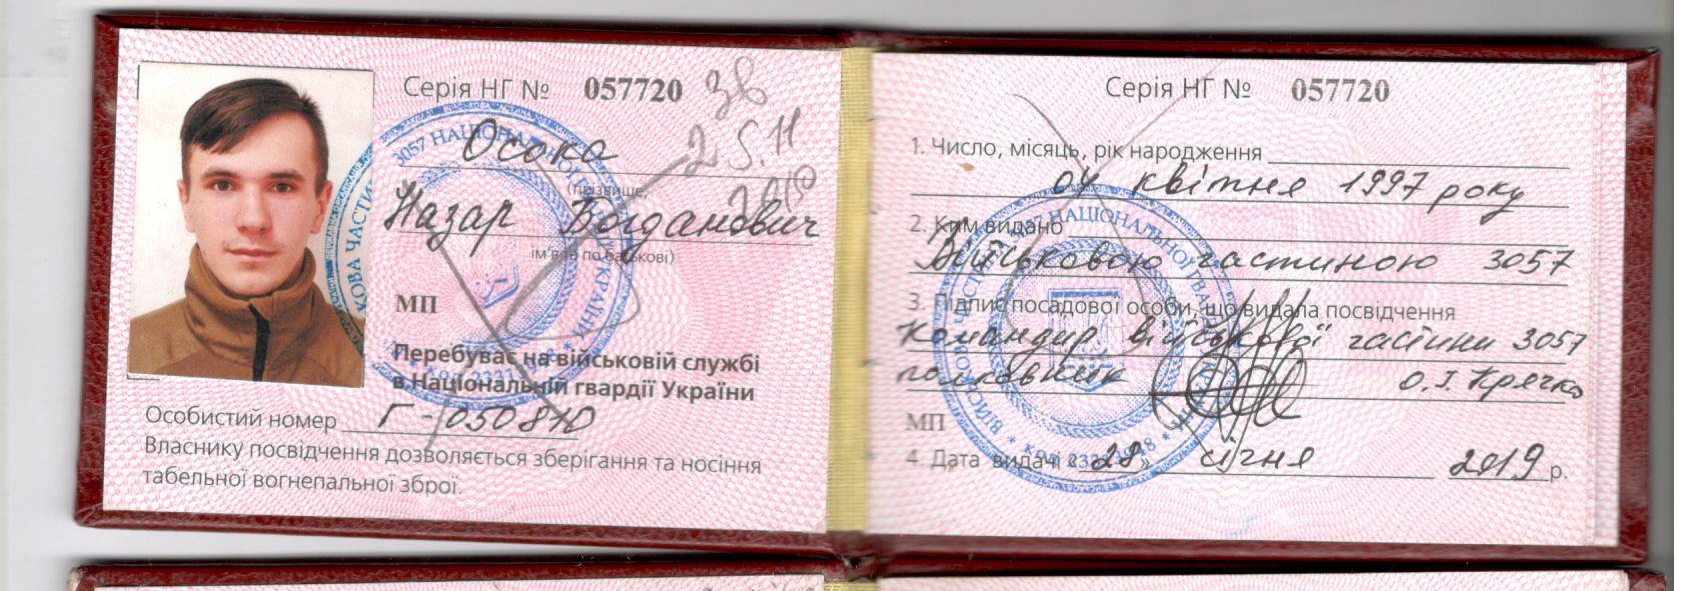 Серія НГ № 057720
Осока
(прізвище,
Назар Богданович
ім'я та по батькові)
МП
Перебуває на військовій службі
в Національній гвардії України
Особистий номер Г-050870
Власнику посвідчення дозволяється зберігання та носіння
табельної вогнепальної зброї.
Серія НГ № 057720
1. Число, місяць, рік народження
04 квітня 1997 року
2. Ким видано
Військовою частиною 3057
3. Підпис посадової особи, що видала посвідчення
Командир військової частини 3057
полковник О.І. Крячко
МП
4. Дата видачі «28» січня 2019 р.